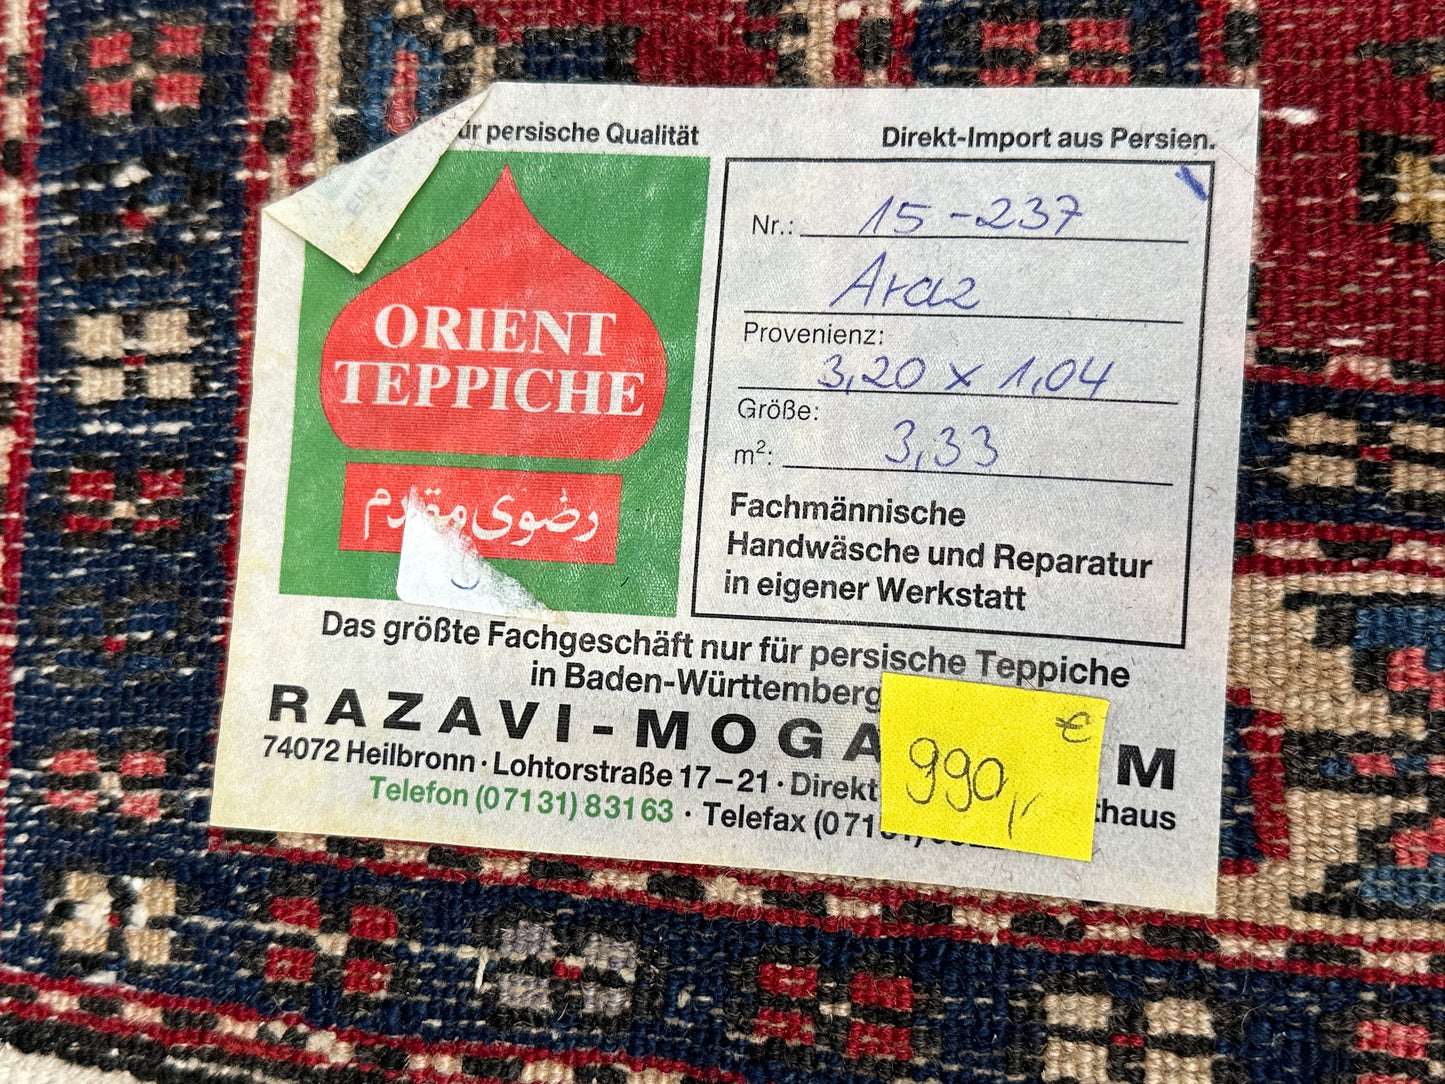 ur persische Qualität
Direkt-Import aus Persien.
ORIENT
TEPPICHE
رضوی مقدم
Nr.: 15-237
Araz
Provenienz:
3,20 x 1,04
Größe:
m²: 3,33
Fachmännische
Handwäsche und Reparatur
in eigener Werkstatt
Das größte Fachgeschäft nur für persische Teppiche
in Baden-Württemberg
RAZAVI-MOGA M
74072 Heilbronn · Lohtorstraße 17–21 · Direkt thaus
Telefon (07131) 83163 · Telefax (071
€
990,-